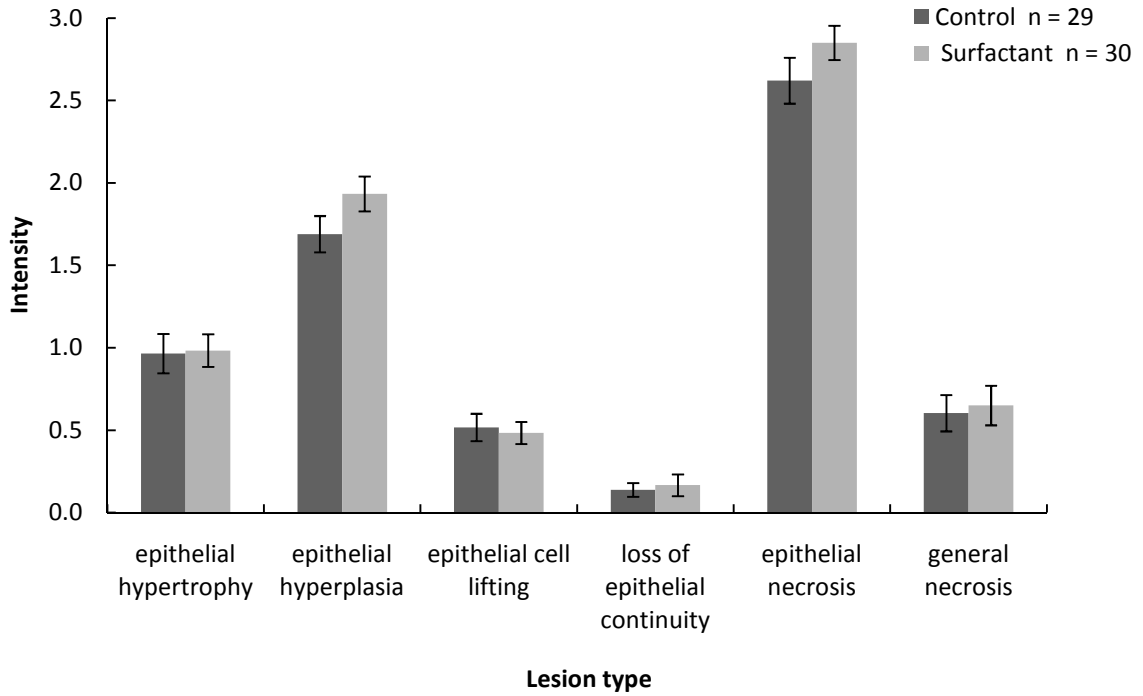 Control n = 29
Surfactant n = 30
3.0
2.5
2.0
1.5
1.0
0.5
0.0
Intensity
epithelial hypertrophy
epithelial hyperplasia
epithelial cell lifting
loss of epithelial continuity
epithelial necrosis
general necrosis
Lesion type